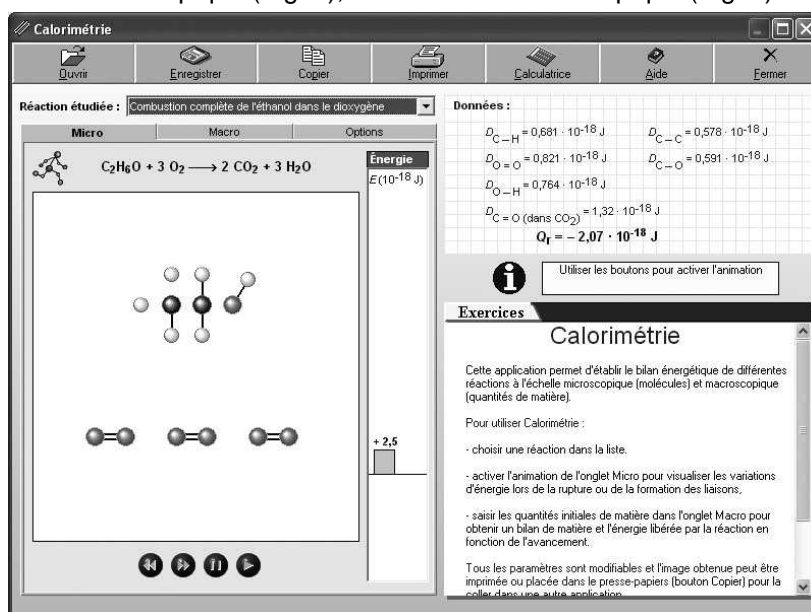 Calorimétrie
Ouvrir Enregistrer Copier Imprimer Calculatrice Aide Fermer
Réaction étudiée : Combustion complète de l'éthanol dans le dioxygène
Micro Macro Options
C2H6O + 3 O2 → 2 CO2 + 3 H2O
Énergie
E(10-18 J)
+ 2,5
Données :
DC–H = 0,681 · 10-18 J DC–C = 0,578 · 10-18 J
DO=O = 0,821 · 10-18 J DC–O = 0,591 · 10-18 J
DO–H = 0,764 · 10-18 J
DC=O (dans CO2) = 1,32 · 10-18 J
Qr = – 2,07 · 10-18 J
Utiliser les boutons pour activer l'animation
Exercices
Calorimétrie
Cette application permet d'établir le bilan énergétique de différentes
réactions à l'échelle microscopique (molécules) et macroscopique
(quantités de matière).
Pour utiliser Calorimétrie :
- choisir une réaction dans la liste.
- activer l'animation de l'onglet Micro pour visualiser les variations
d'énergie lors de la rupture ou de la formation des liaisons,
- saisir les quantités initiales de matière dans l'onglet Macro pour
obtenir un bilan de matière et l'énergie libérée par la réaction en
fonction de l'avancement.
Tous les paramètres sont modifiables et l'image obtenue peut être
imprimée ou placée dans le presse-papiers (bouton Copier) pour la
coller dans une autre application